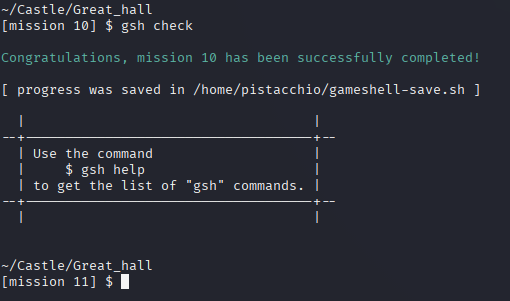 ~/Castle/Great_hall
[mission 10] $ gsh check
Congratulations, mission 10 has been successfully completed!
[ progress was saved in /home/pistacchio/gameshell-save.sh ]
Use the command
$ gsh help
to get the list of "gsh" commands.
~/Castle/Great_hall
[mission 11] $